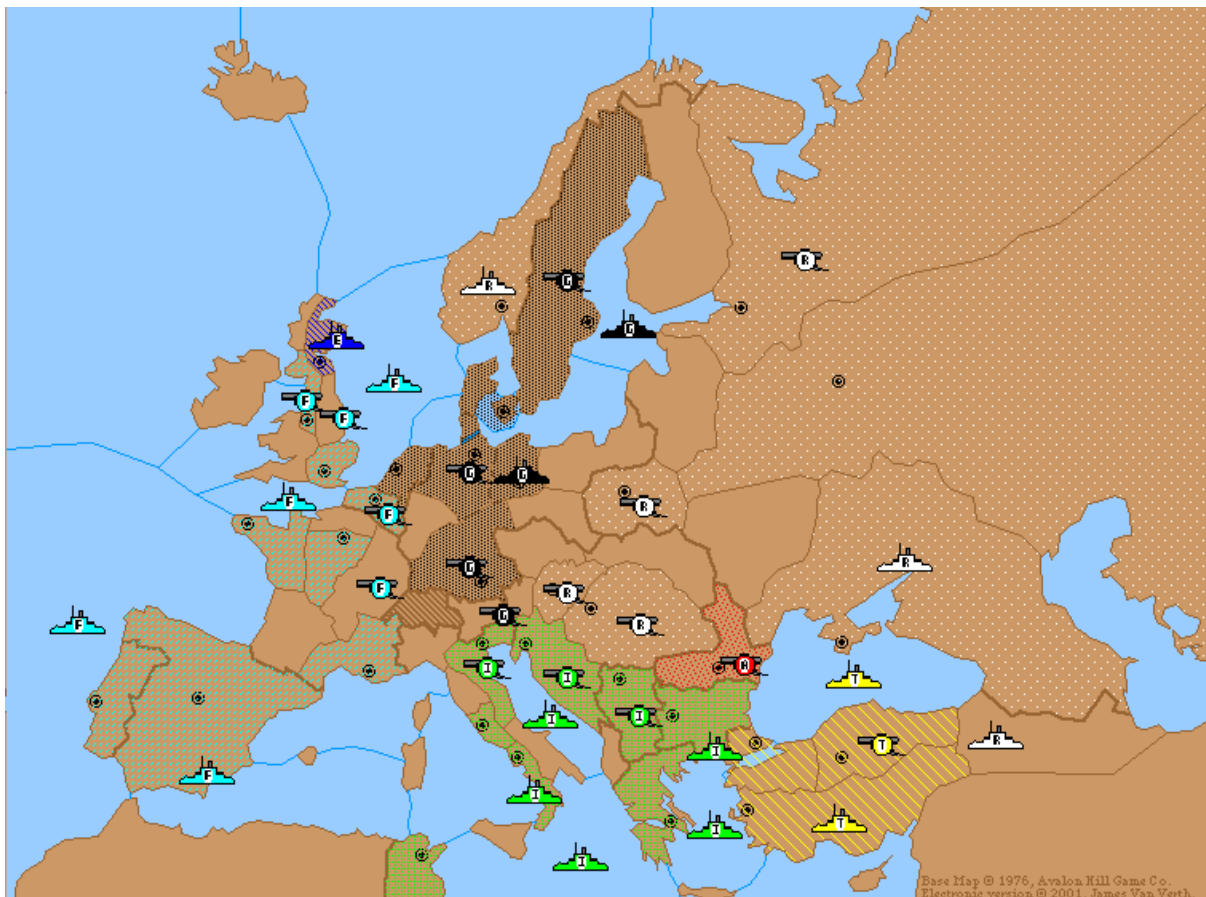 R
G
R
G
E
F
F
F
G
G
R
F
F
R
G
F
R
G
F
R
A
I
I
T
I
I
T
R
I
F
I
T
I
I
Base Map © 1976, Avalon Hill Game Co.
Electronic version © 2001, James Van Verth